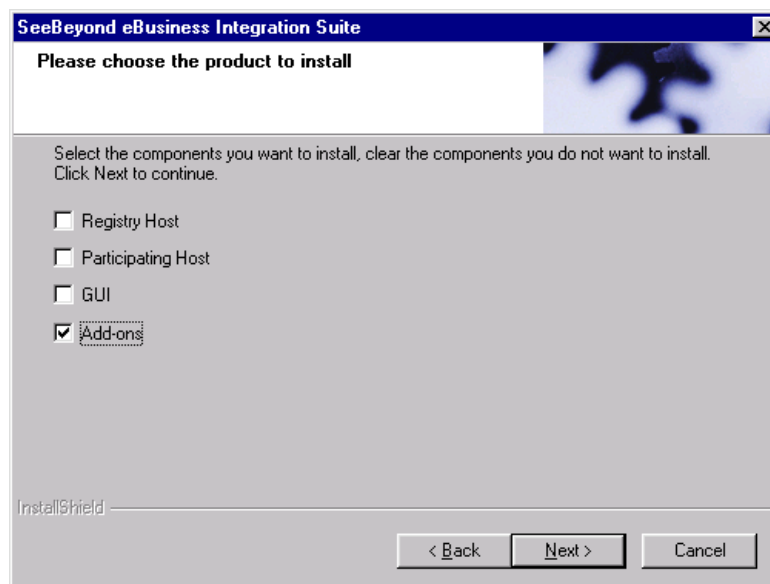 SeeBeyond eBusiness Integration Suite
Please choose the product to install
Select the components you want to install, clear the components you do not want to install.
Click Next to continue.
Registry Host
Participating Host
GUI
Add-ons
InstallShield
< Back
Next >
Cancel